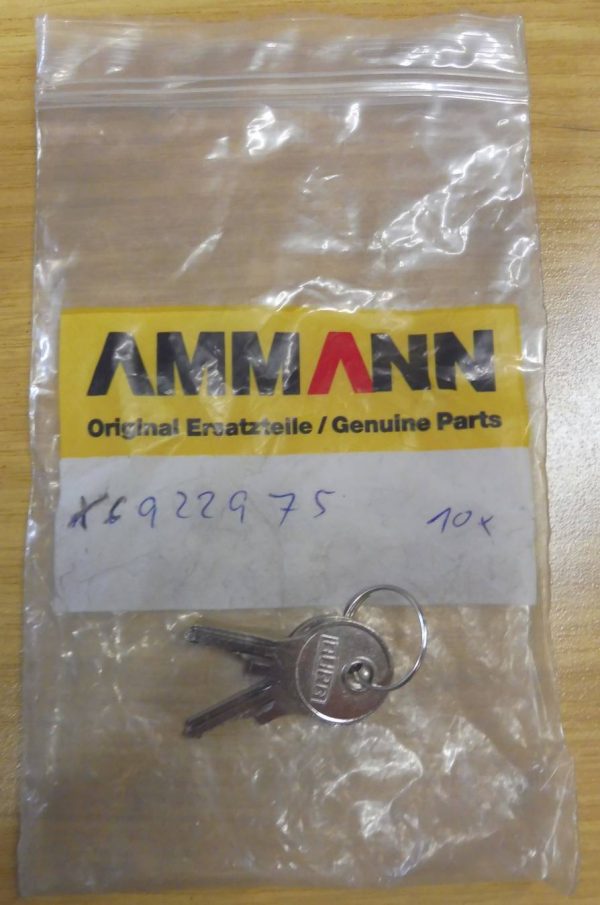 AMMANN
Original Ersatzteile / Genuine Parts
6922975 10x